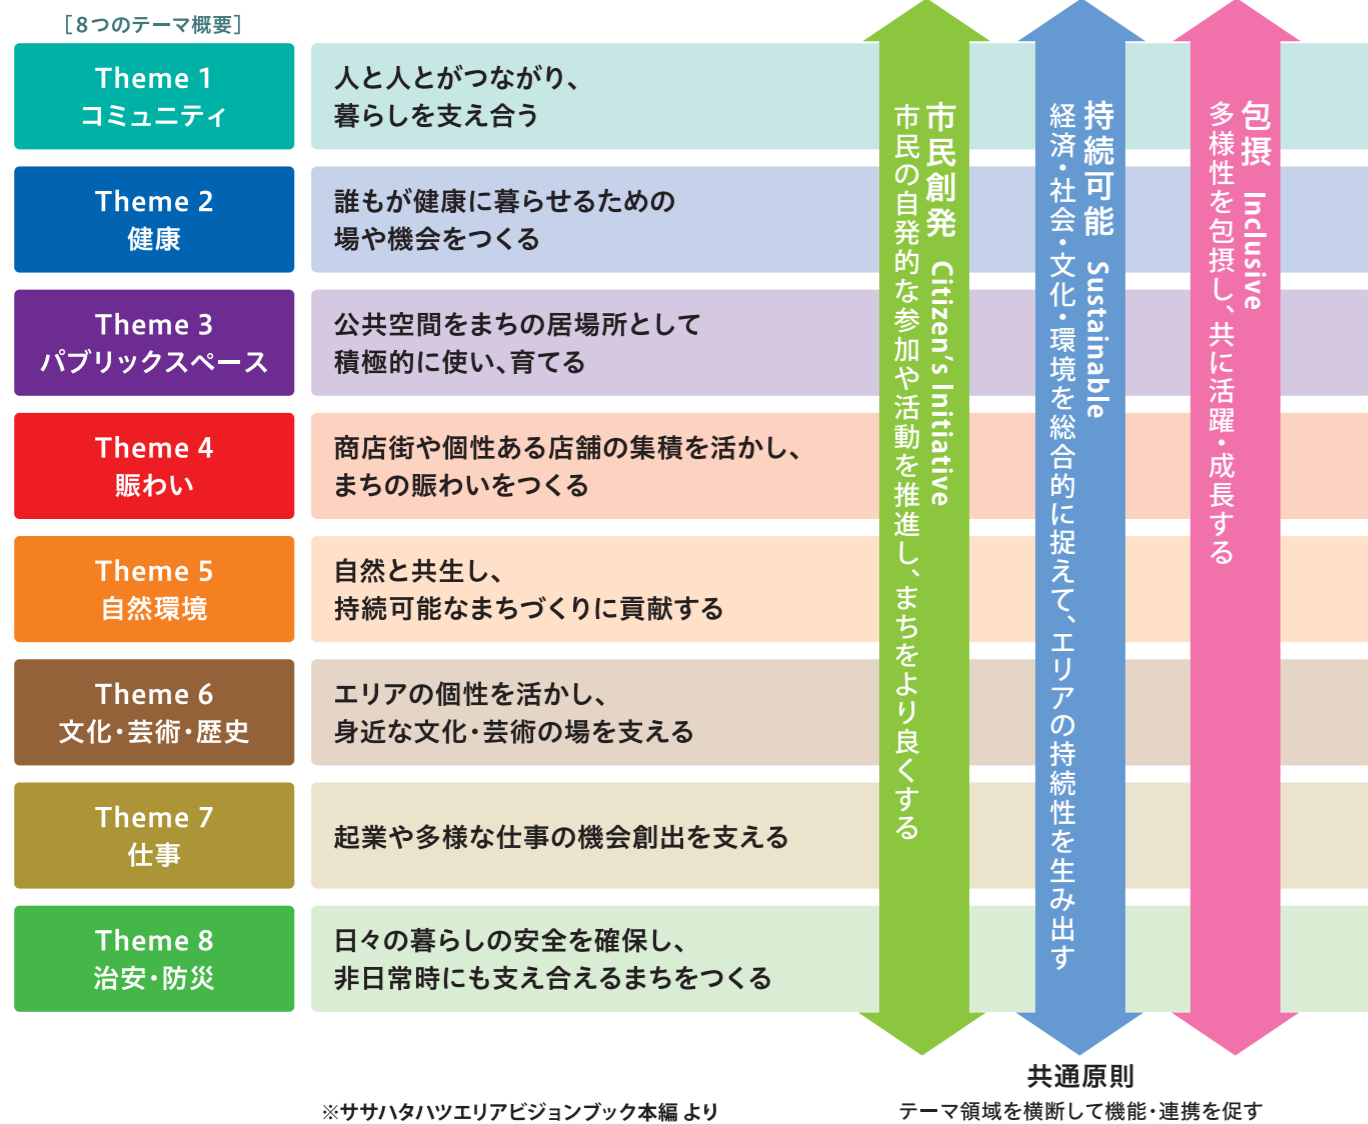 ［8つのテーマ概要］
Theme 1
コミュニティ
人と人とがつながり、
暮らしを支え合う
Theme 2
健康
誰もが健康に暮らせるための
場や機会をつくる
Theme 3
パブリックスペース
公共空間をまちの居場所として
積極的に使い、育てる
Theme 4
賑わい
商店街や個性ある店舗の集積を活かし、
まちの賑わいをつくる
Theme 5
自然環境
自然と共生し、
持続可能なまちづくりに貢献する
Theme 6
文化・芸術・歴史
エリアの個性を活かし、
身近な文化・芸術の場を支える
Theme 7
仕事
起業や多様な仕事の機会創出を支える
Theme 8
治安・防災
日々の暮らしの安全を確保し、
非日常時にも支え合えるまちをつくる
市民創発 Citizen’s Initiative
市民の自発的な参加や活動を推進し、まちをより良くする
持続可能 Sustainable
経済・社会・文化・環境を総合的に捉えて、エリアの持続性を生み出す
包摂 Inclusive
多様性を包摂し、共に活躍・成長する
共通原則
テーマ領域を横断して機能・連携を促す
※ササハタハツエリアビジョンブック本編 より